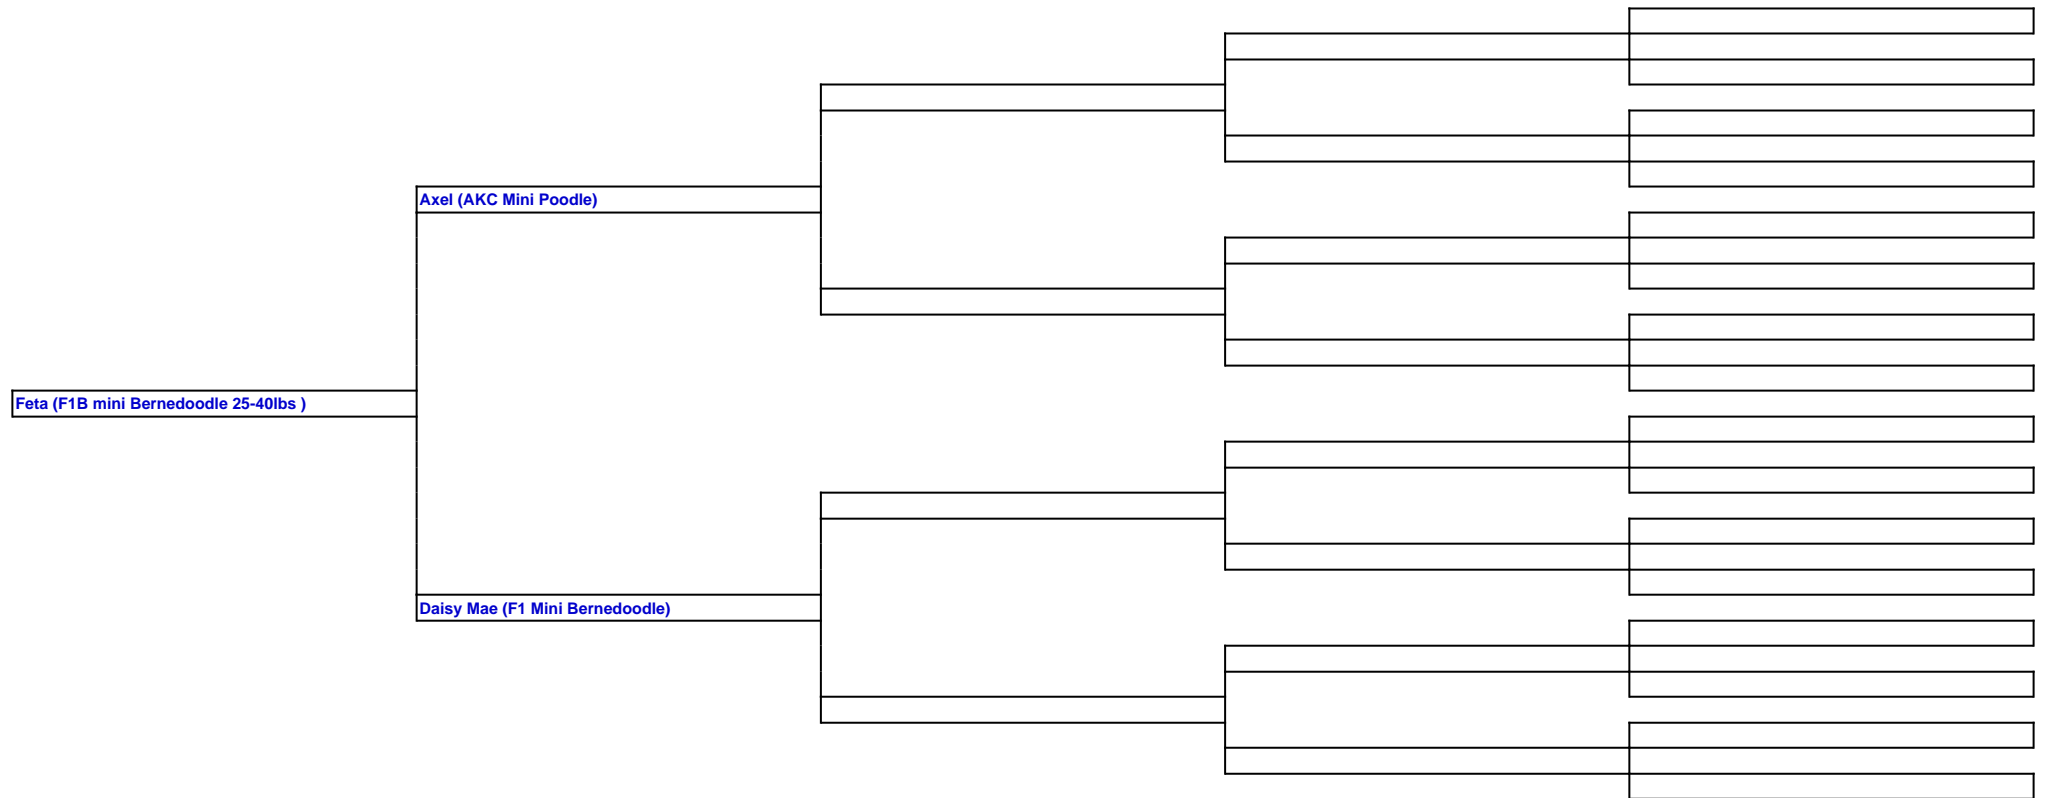 Axel (AKC Mini Poodle)
Feta (F1B mini Bernedoodle 25-40lbs )
Daisy Mae (F1 Mini Bernedoodle)